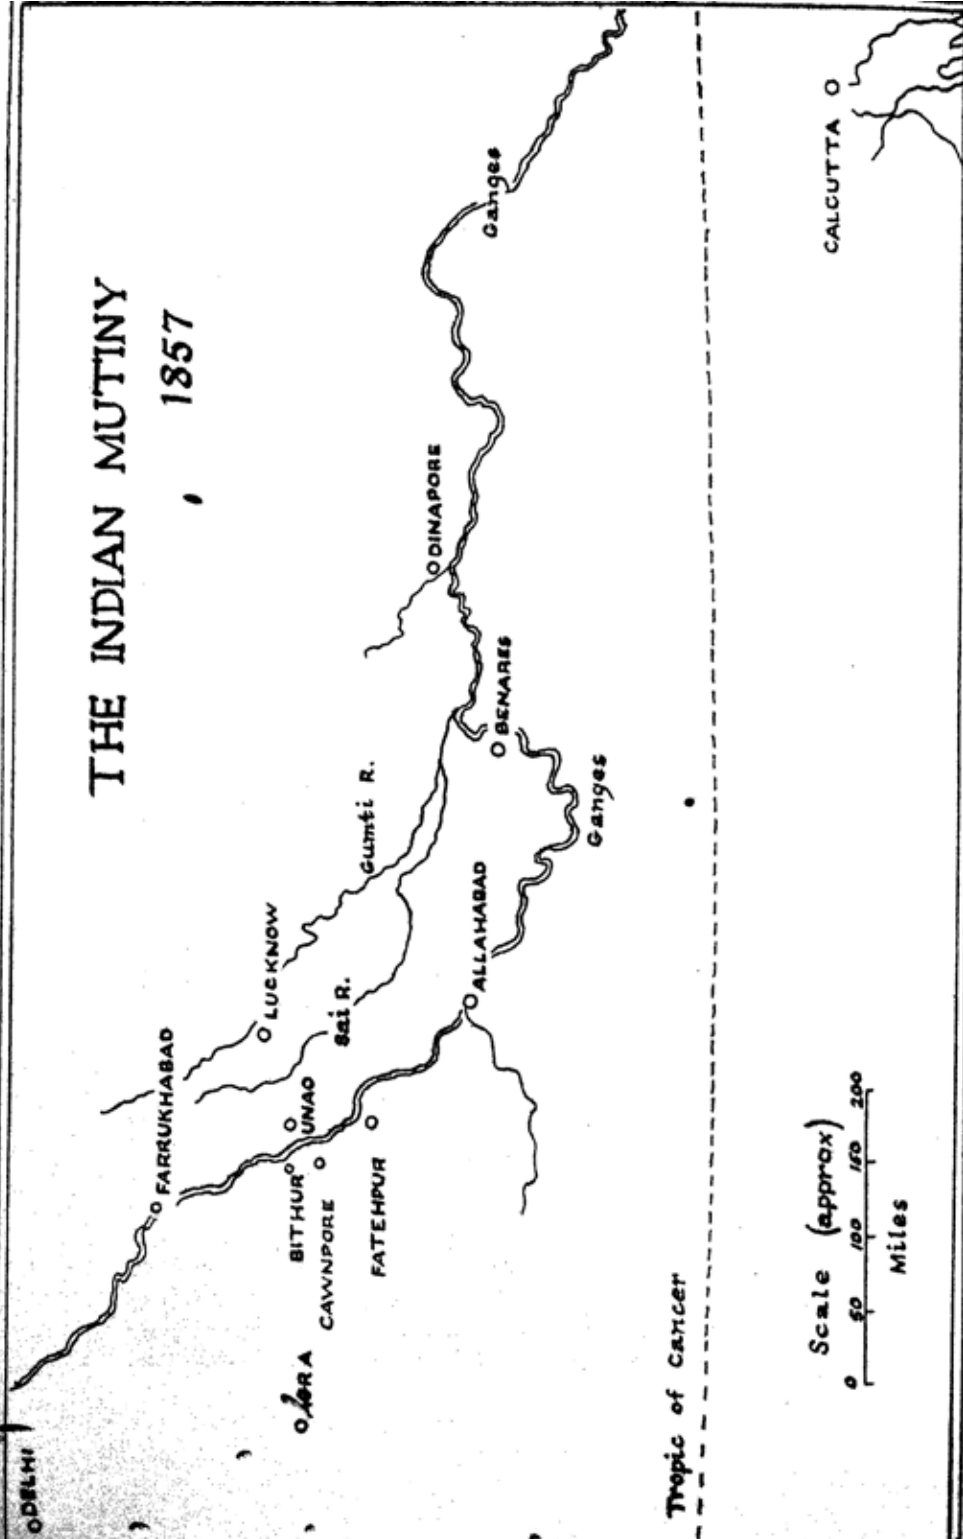 THE INDIAN MUTINY
1857
DELHI
FARRUKHABAD
LUCKNOW
Gumti R.
Sai R.
UNAO
BITHUR
CAWNPORE
FATEHPUR
ALLAHABAD
BENARES
DINAPORE
Ganges
Ganges
Tropic of Cancer
CALCUTTA
Scale (approx)
0 50 100 150 200
Miles